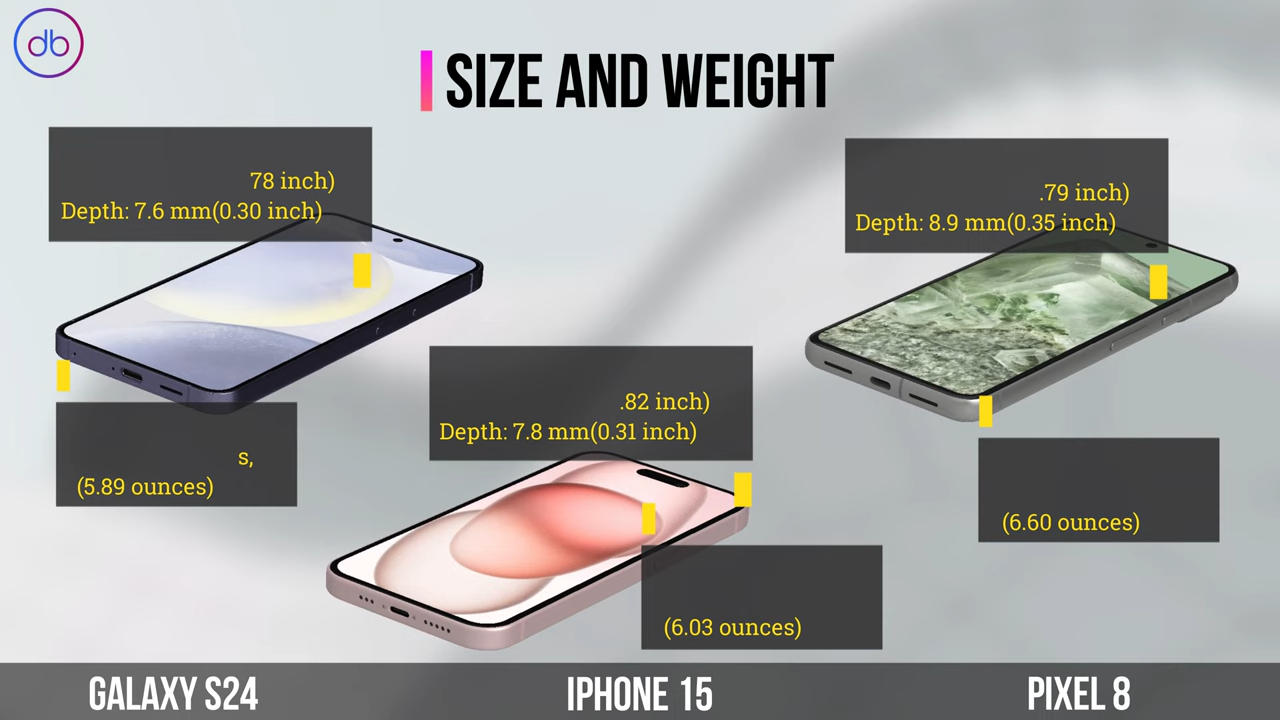 db
SIZE AND WEIGHT
78 inch)
Depth: 7.6 mm(0.30 inch)
.79 inch)
Depth: 8.9 mm(0.35 inch)
s,
(5.89 ounces)
.82 inch)
Depth: 7.8 mm(0.31 inch)
(6.60 ounces)
(6.03 ounces)
GALAXY S24
IPHONE 15
PIXEL 8